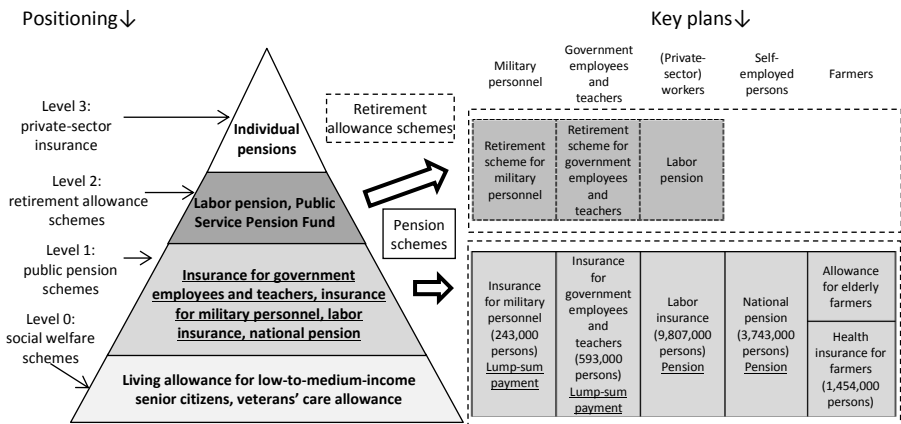 Positioning↓
Key plans↓
Military
personnel
Government
employees
and
teachers
(Private-
sector)
workers
Self-
employed
persons
Farmers
Level 3:
private-sector
insurance
Level 2:
retirement allowance
schemes
Level 1:
public pension
schemes
Level 0:
social welfare
schemes
Individual
pensions
Labor pension, Public
Service Pension Fund
Insurance for government
employees and teachers, insurance
for military personnel, labor
insurance, national pension
Living allowance for low-to-medium-income
senior citizens, veterans’ care allowance
Retirement
allowance schemes
Pension
schemes
Retirement
scheme for
military
personnel
Retirement
scheme for
government
employees
and
teachers
Labor
pension
Insurance
for military
personnel
(243,000
persons)
Lump-sum
payment
Insurance
for
government
employees
and
teachers
(593,000
persons)
Lump-sum
payment
Labor
insurance
(9,807,000
persons)
Pension
National
pension
(3,743,000
persons)
Pension
Allowance
for elderly
farmers
Health
insurance for
farmers
(1,454,000
persons)